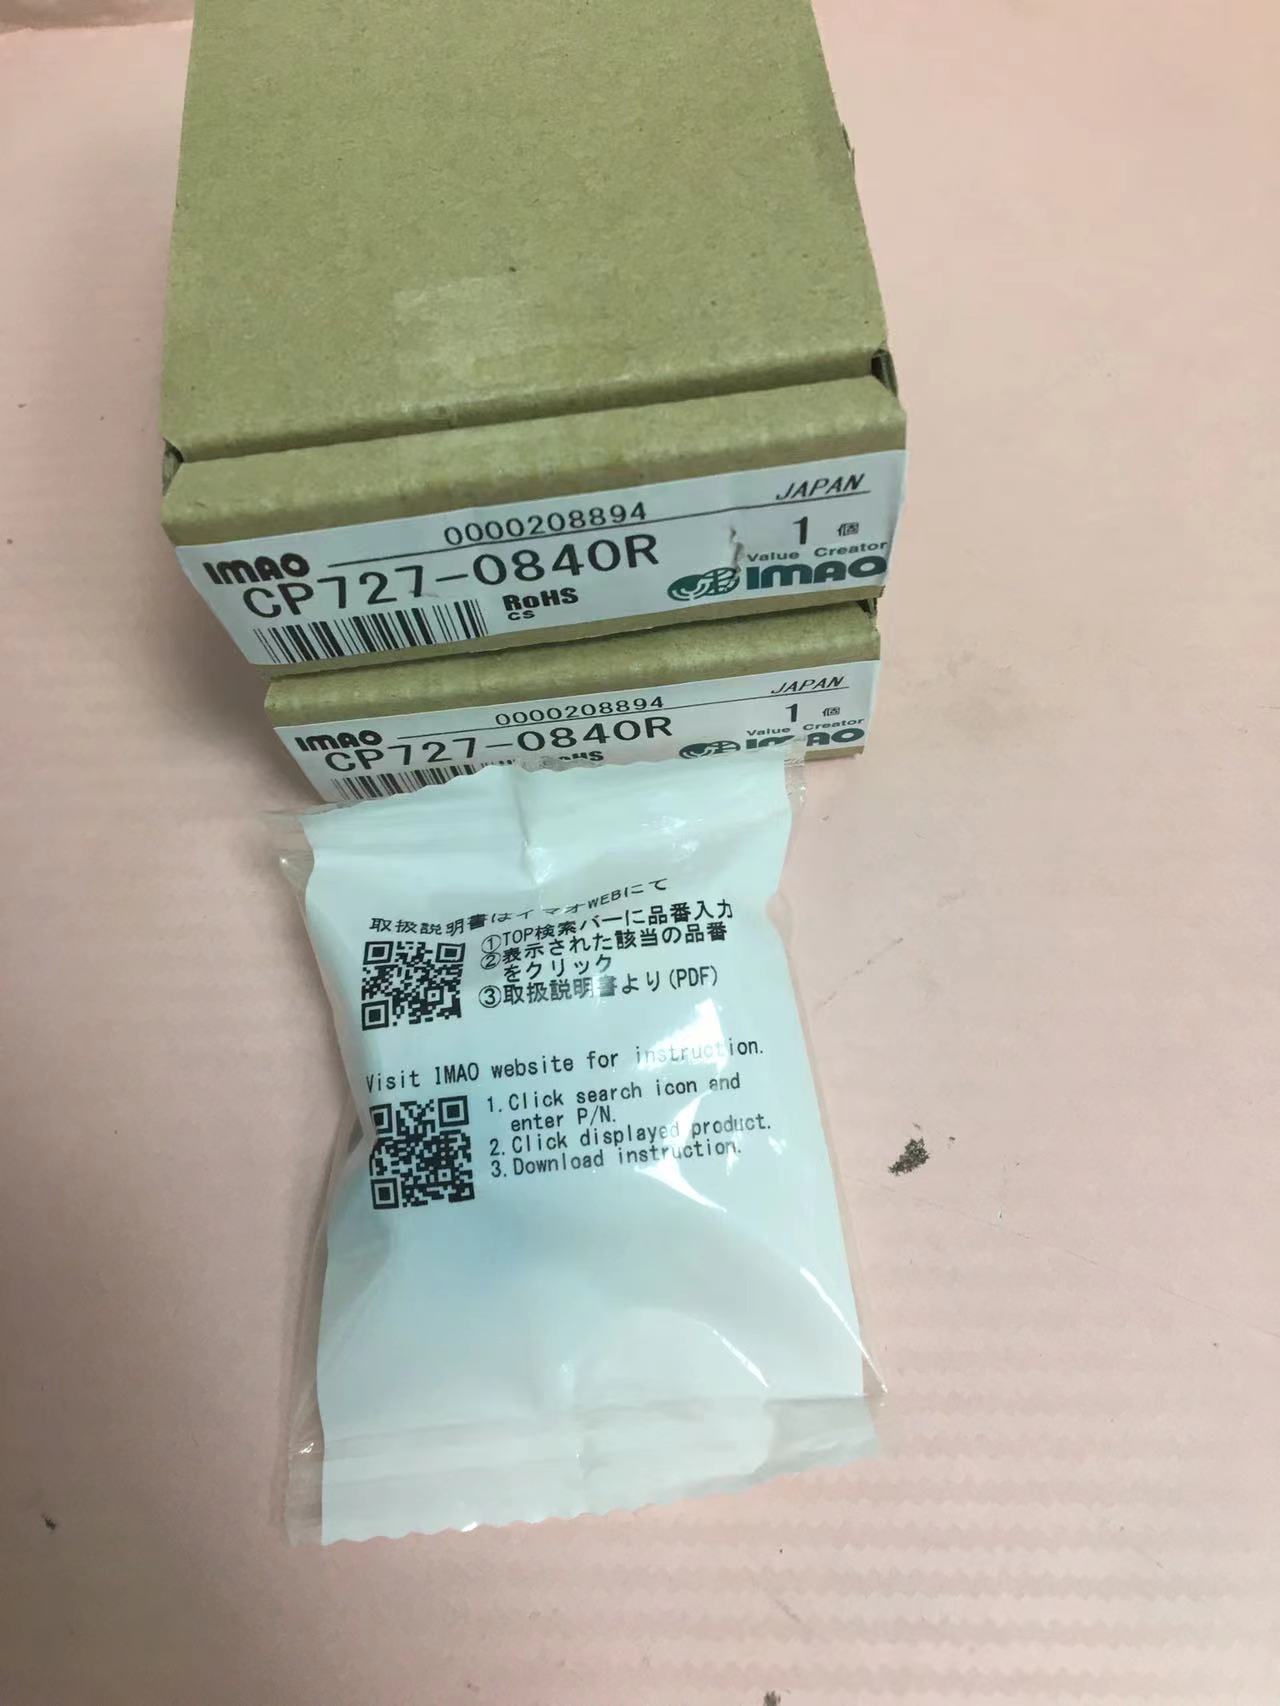 JAPAN
0000208894
IMAO
1 個
CP727-0840R
Value Creator
IMAO
RoHS
CS
JAPAN
0000208894
IMAO
1 個
CP727-0840R
Value Creator
IMAO
取扱説明書はイマオWEBにて
①TOP検索バーに品番入力
②表示された該当の品番
をクリック
③取扱説明書より(PDF)
Visit IMAO website for instruction.
1.Click search icon and
enter P/N.
2.Click displayed product.
3.Download instruction.